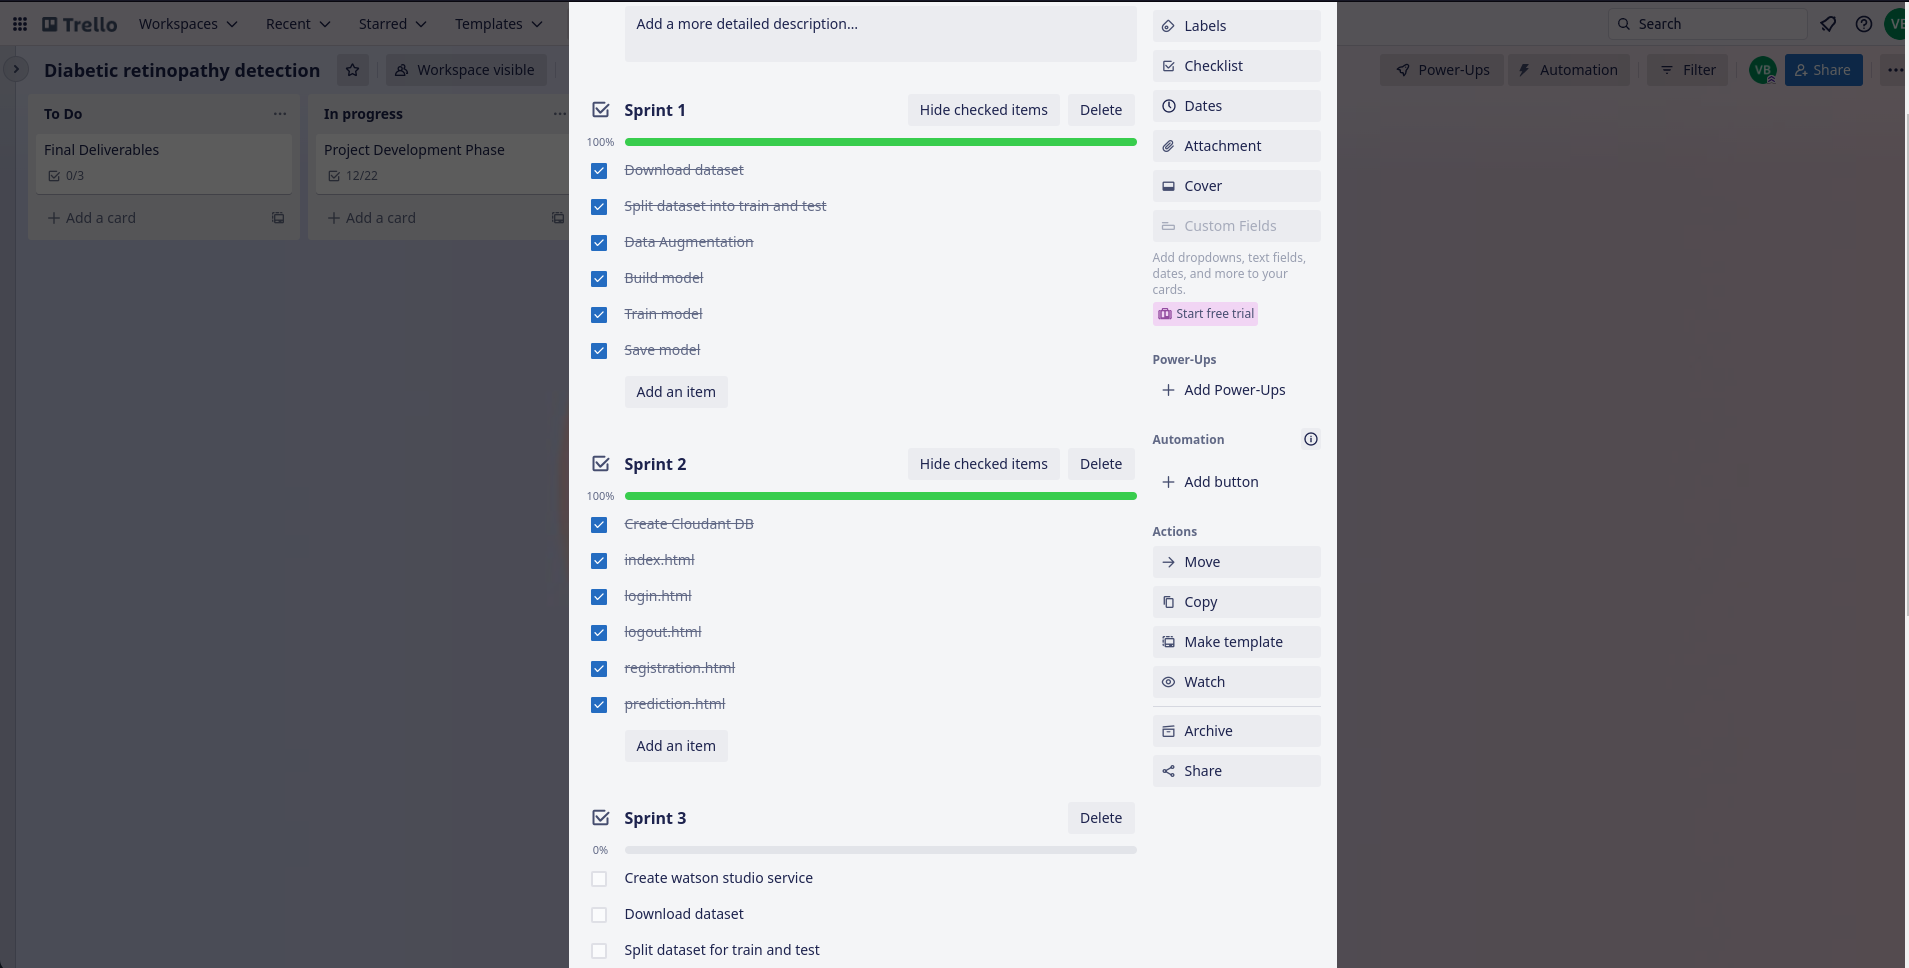 Trello
Workspaces
Recent
Starred
Templates
Search
Diabetic retinopathy detection
Workspace visible
Power-Ups
Automation
Filter
VB
Share
To Do
Final Deliverables
0/3
Add a card
In progress
Project Development Phase
12/22
Add a card
Add a more detailed description…
Sprint 1
Hide checked items
Delete
100%
Download dataset
Split dataset into train and test
Data Augmentation
Build model
Train model
Save model
Add an item
Sprint 2
Hide checked items
Delete
100%
Create Cloudant DB
index.html
login.html
logout.html
registration.html
prediction.html
Add an item
Sprint 3
Delete
0%
Create watson studio service
Download dataset
Split dataset for train and test
Labels
Checklist
Dates
Attachment
Cover
Custom Fields
Add dropdowns, text fields,
dates, and more to your
cards.
Start free trial
Power-Ups
Add Power-Ups
Automation
Add button
Actions
Move
Copy
Make template
Watch
Archive
Share